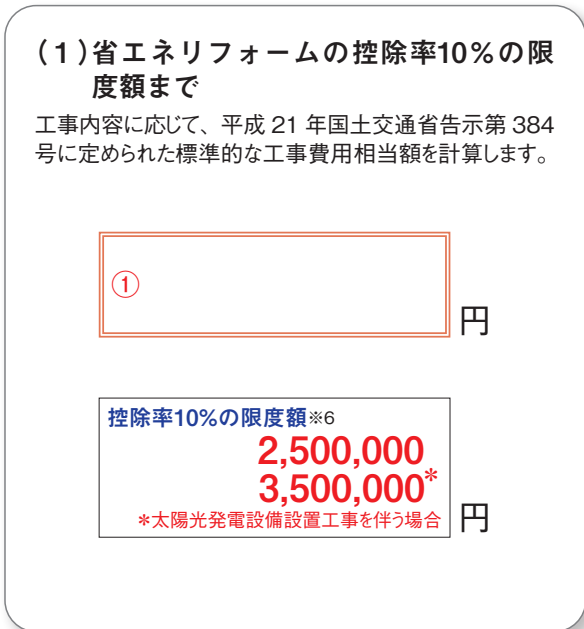 (1)省エネリフォームの控除率10%の限
度額まで
工事内容に応じて、平成 21 年国土交通省告示第 384
号に定められた標準的な工事費用相当額を計算します。
①
円
控除率10%の限度額※6
2,500,000
3,500,000*
*太陽光発電設備設置工事を伴う場合
円